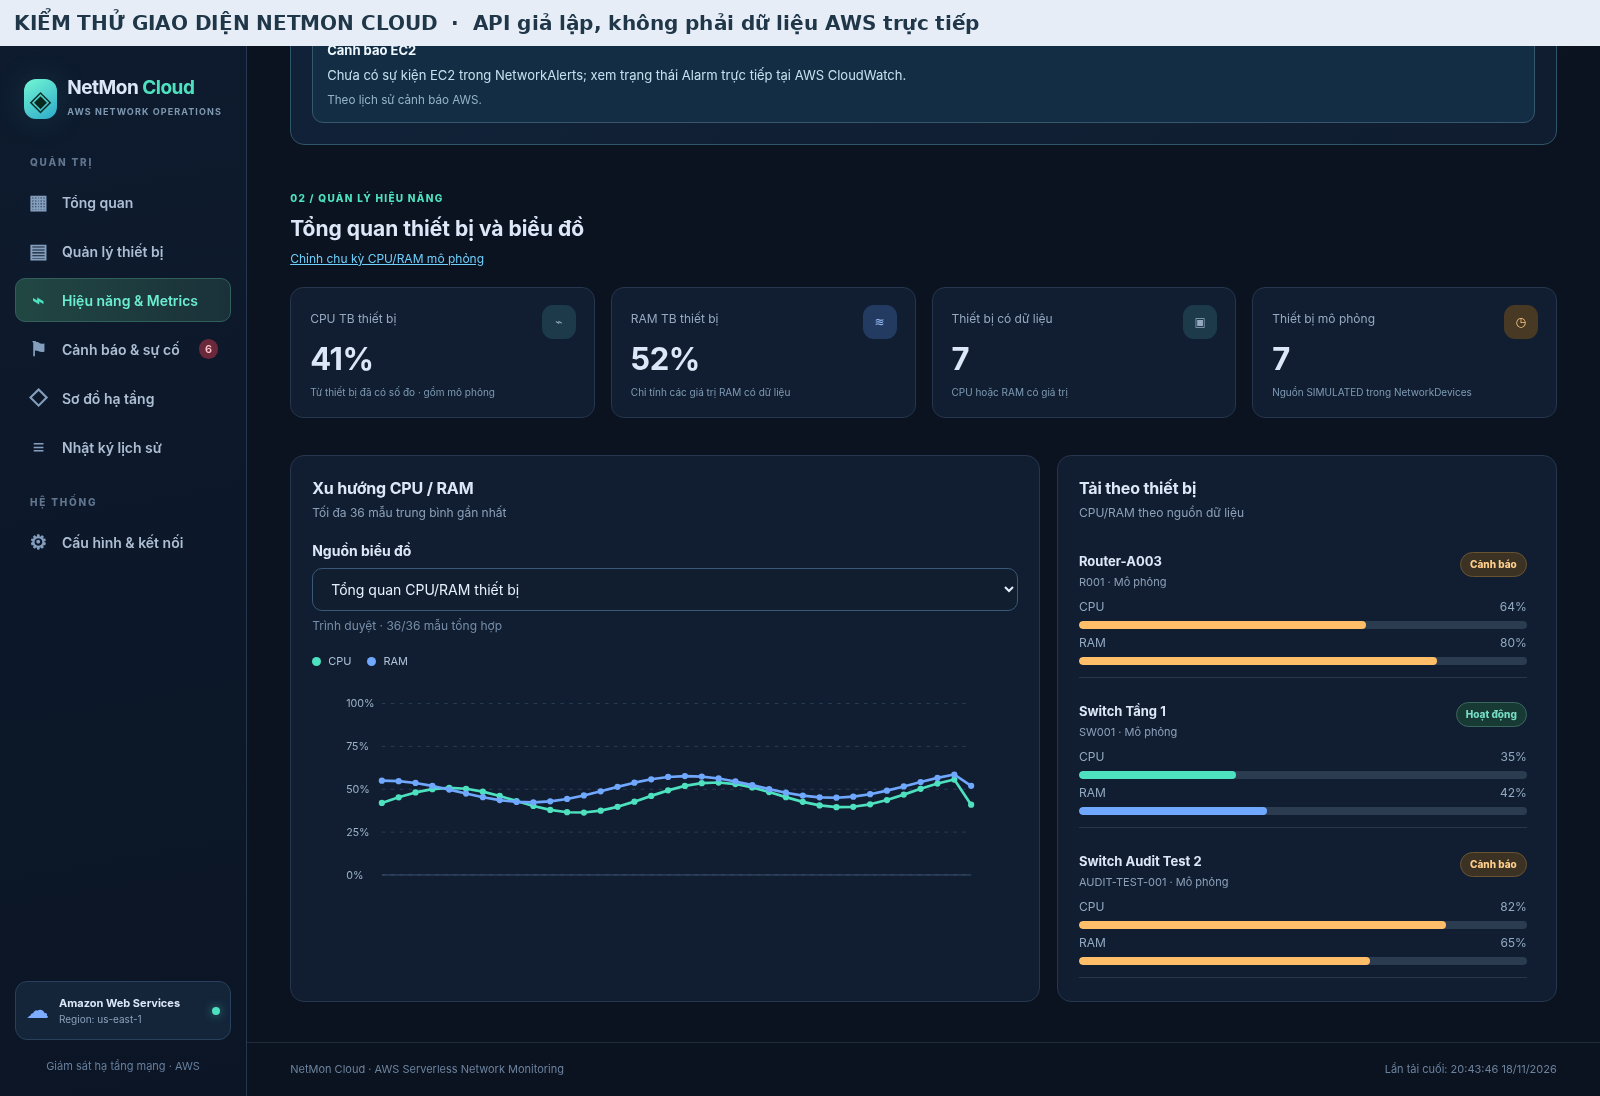 KIỂM THỬ GIAO DIỆN NETMON CLOUD · API giả lập, không phải dữ liệu AWS trực tiếp
NetMon Cloud
AWS NETWORK OPERATIONS
QUẢN TRỊ
Tổng quan
Quản lý thiết bị
Hiệu năng & Metrics
Cảnh báo & sự cố
6
Sơ đồ hạ tầng
Nhật ký lịch sử
HỆ THỐNG
Cấu hình & kết nối
Amazon Web Services
Region: us-east-1
Giám sát hạ tầng mạng · AWS
Cảnh báo EC2
Chưa có sự kiện EC2 trong NetworkAlerts; xem trạng thái Alarm trực tiếp tại AWS CloudWatch.
Theo lịch sử cảnh báo AWS.
02 / QUẢN LÝ HIỆU NĂNG
Tổng quan thiết bị và biểu đồ
Chỉnh chu kỳ CPU/RAM mô phỏng
CPU TB thiết bị
41%
Từ thiết bị đã có số đo · gồm mô phỏng
RAM TB thiết bị
52%
Chỉ tính các giá trị RAM có dữ liệu
Thiết bị có dữ liệu
7
CPU hoặc RAM có giá trị
Thiết bị mô phỏng
7
Nguồn SIMULATED trong NetworkDevices
Xu hướng CPU / RAM
Tối đa 36 mẫu trung bình gần nhất
Nguồn biểu đồ
Tổng quan CPU/RAM thiết bị
Trình duyệt · 36/36 mẫu tổng hợp
CPU RAM
100%
75%
50%
25%
0%
Tải theo thiết bị
CPU/RAM theo nguồn dữ liệu
Router-A003
Cảnh báo
R001 · Mô phỏng
CPU 64%
RAM 80%
Switch Tầng 1
Hoạt động
SW001 · Mô phỏng
CPU 35%
RAM 42%
Switch Audit Test 2
Cảnh báo
AUDIT-TEST-001 · Mô phỏng
CPU 82%
RAM 65%
NetMon Cloud · AWS Serverless Network Monitoring
Lần tải cuối: 20:43:46 18/11/2026